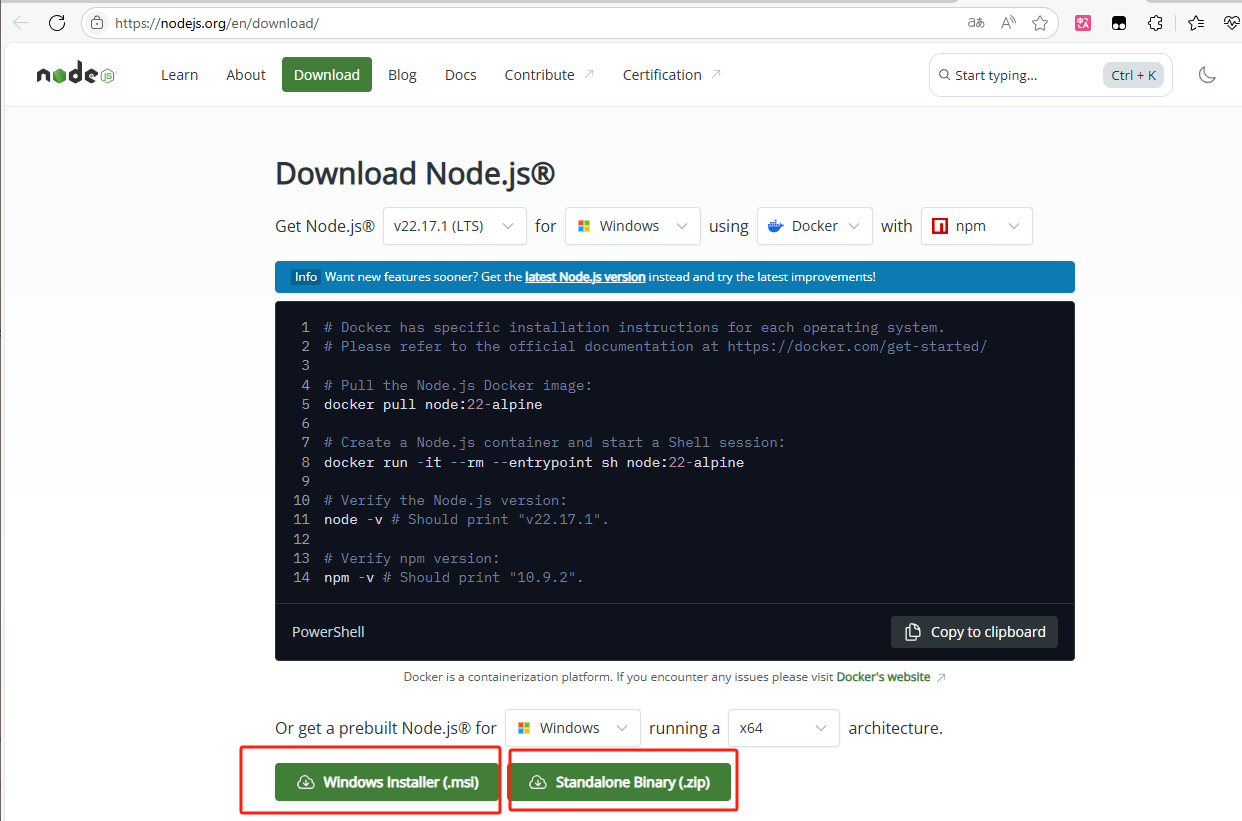 https://nodejs.org/en/download/
node JS
Learn About Download Blog Docs Contribute Certification Start typing... Ctrl + K
Download Node.js®
Get Node.js® v22.17.1 (LTS) for Windows using Docker with npm
Info Want new features sooner? Get the latest Node.js version instead and try the latest improvements!
1 # Docker has specific installation instructions for each operating system.
2 # Please refer to the official documentation at https://docker.com/get-started/
3
4 # Pull the Node.js Docker image:
5 docker pull node:22-alpine
6
7 # Create a Node.js container and start a Shell session:
8 docker run -it --rm --entrypoint sh node:22-alpine
9
10 # Verify the Node.js version:
11 node -v # Should print "v22.17.1".
12
13 # Verify npm version:
14 npm -v # Should print "10.9.2".
PowerShell Copy to clipboard
Docker is a containerization platform. If you encounter any issues please visit Docker's website
Or get a prebuilt Node.js® for Windows running a x64 architecture.
Windows Installer (.msi) Standalone Binary (.zip)